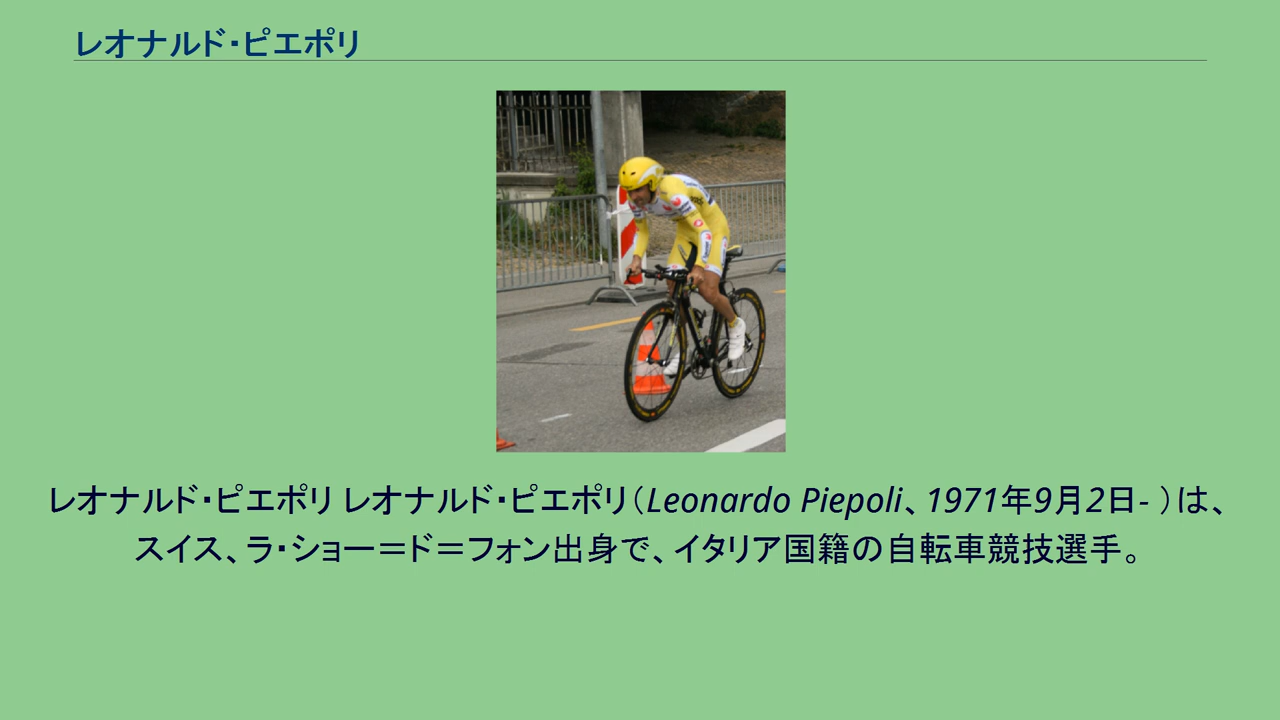 レオナルド・ピエポリ
レオナルド・ピエポリ レオナルド・ピエポリ（Leonardo Piepoli、1971年9月2日- ）は、
スイス、ラ・ショー＝ド＝フォン出身で、イタリア国籍の自転車競技選手。